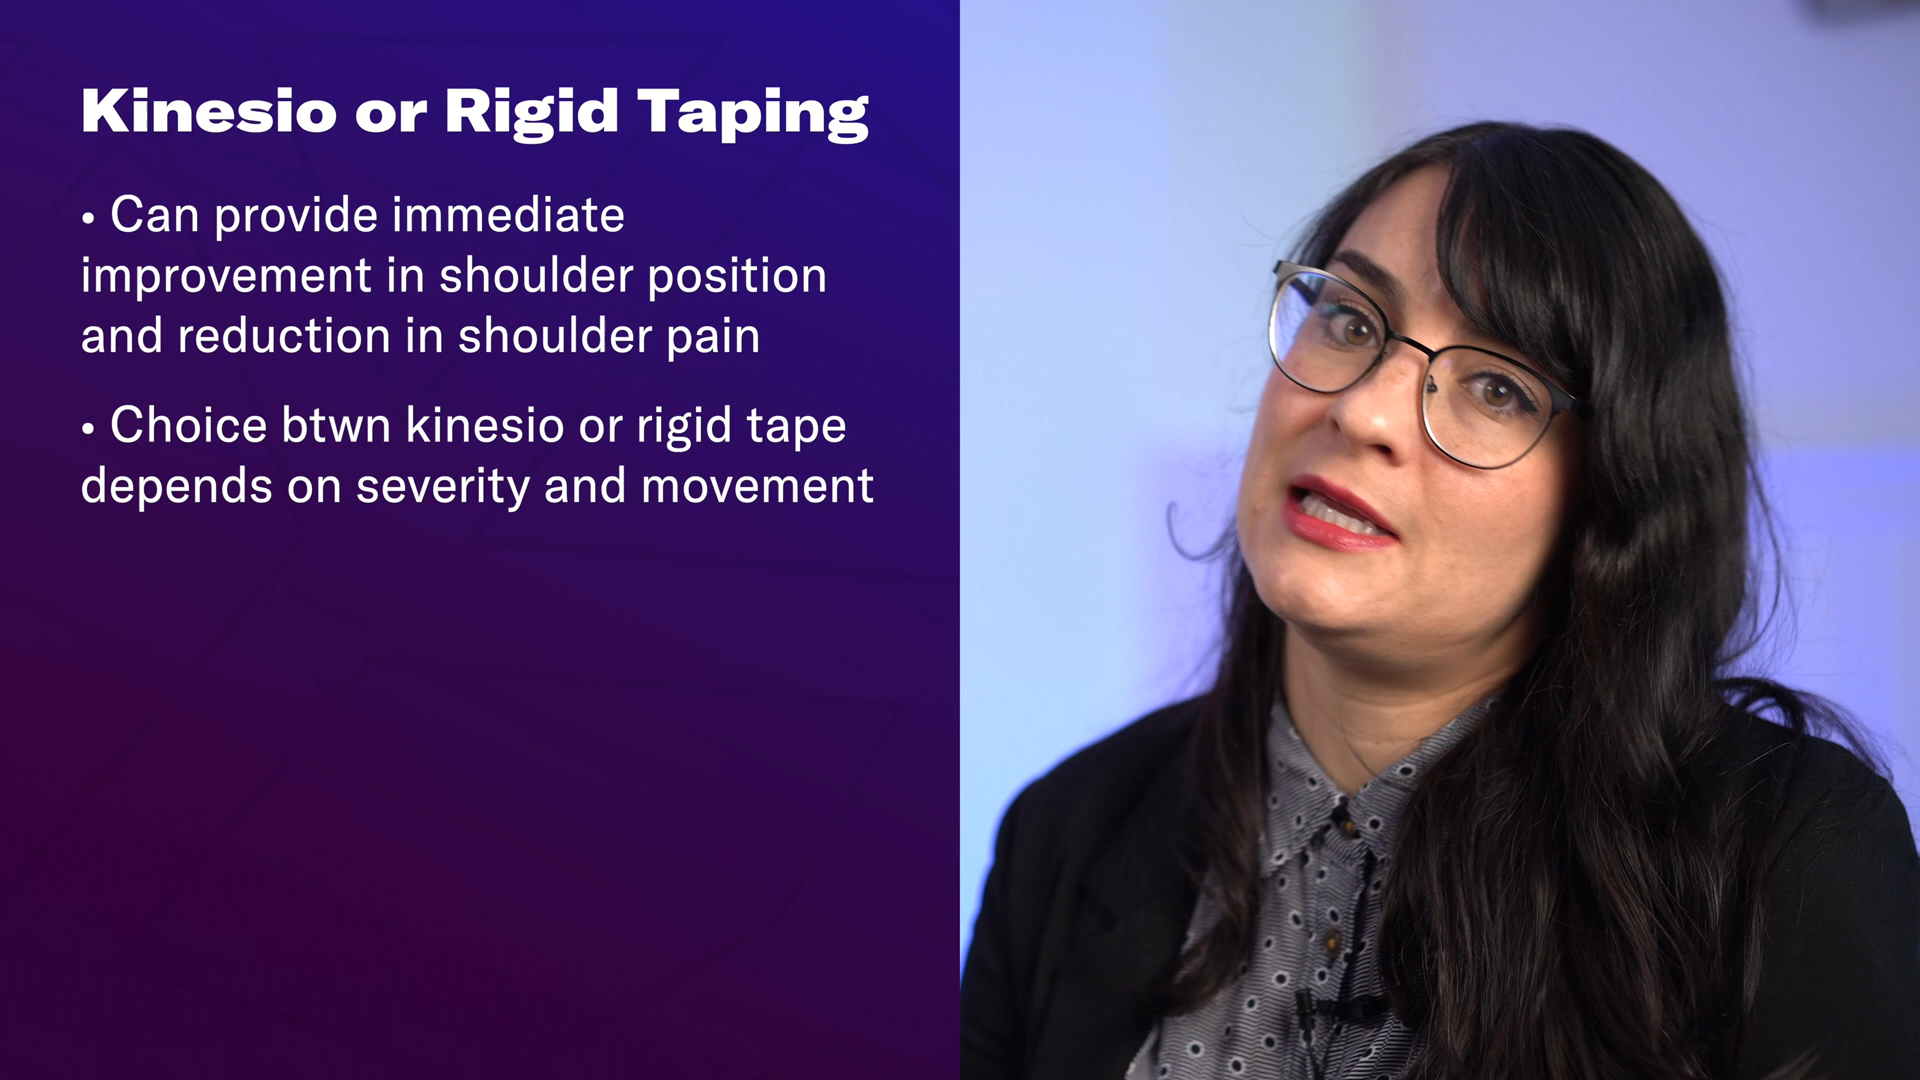 Kinesio or Rigid Taping
• Can provide immediate
improvement in shoulder position
and reduction in shoulder pain
• Choice btwn kinesio or rigid tape
depends on severity and movement